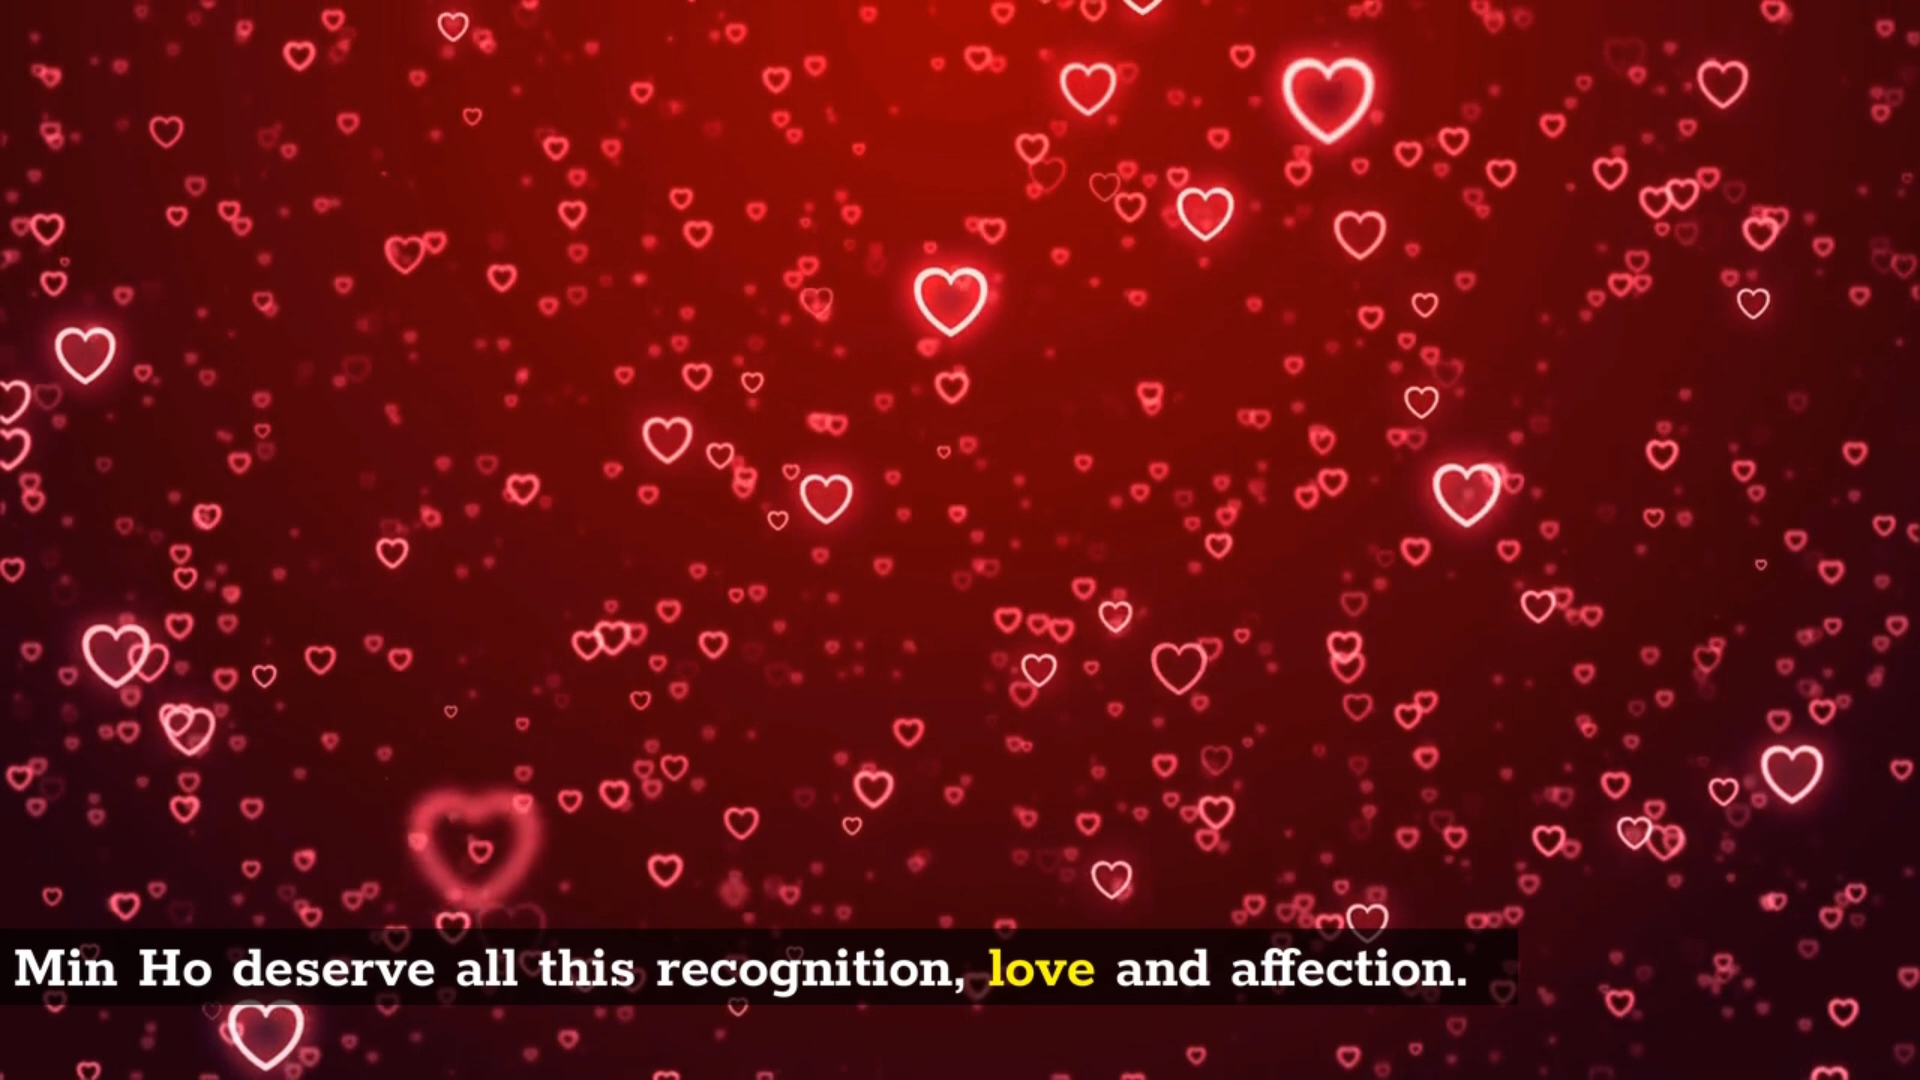 Min Ho deserve all this recognition, love and affection.